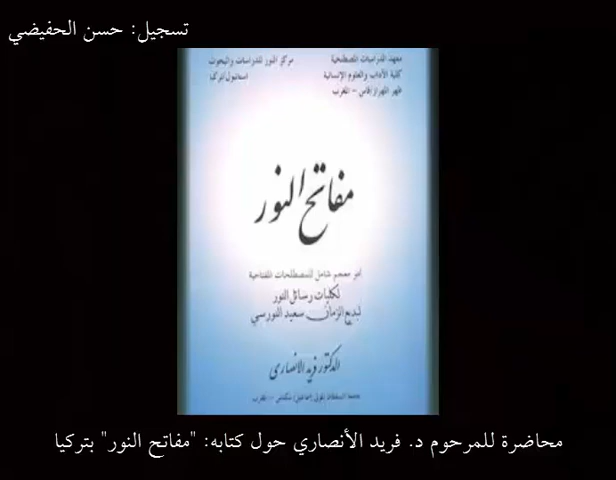 تسجيل: حسن الحفيضي
معهد الدراسات المصطلحية
كلية الآداب والعلوم الإنسانية
ظهر المهراز فاس - المغرب
مركز النور للدراسات والبحوث
استانبول/تركيا
مفاتح النور
نحو معجم شامل للمصطلحات المفتاحية
لكليات رسائل النور
لبديع الزمان سعيد النورسي
الدكتور فريد الأنصاري
مكناس - المغرب
محاضرة للمرحوم د. فريد الأنصاري حول كتابه: "مفاتح النور" بتركيا